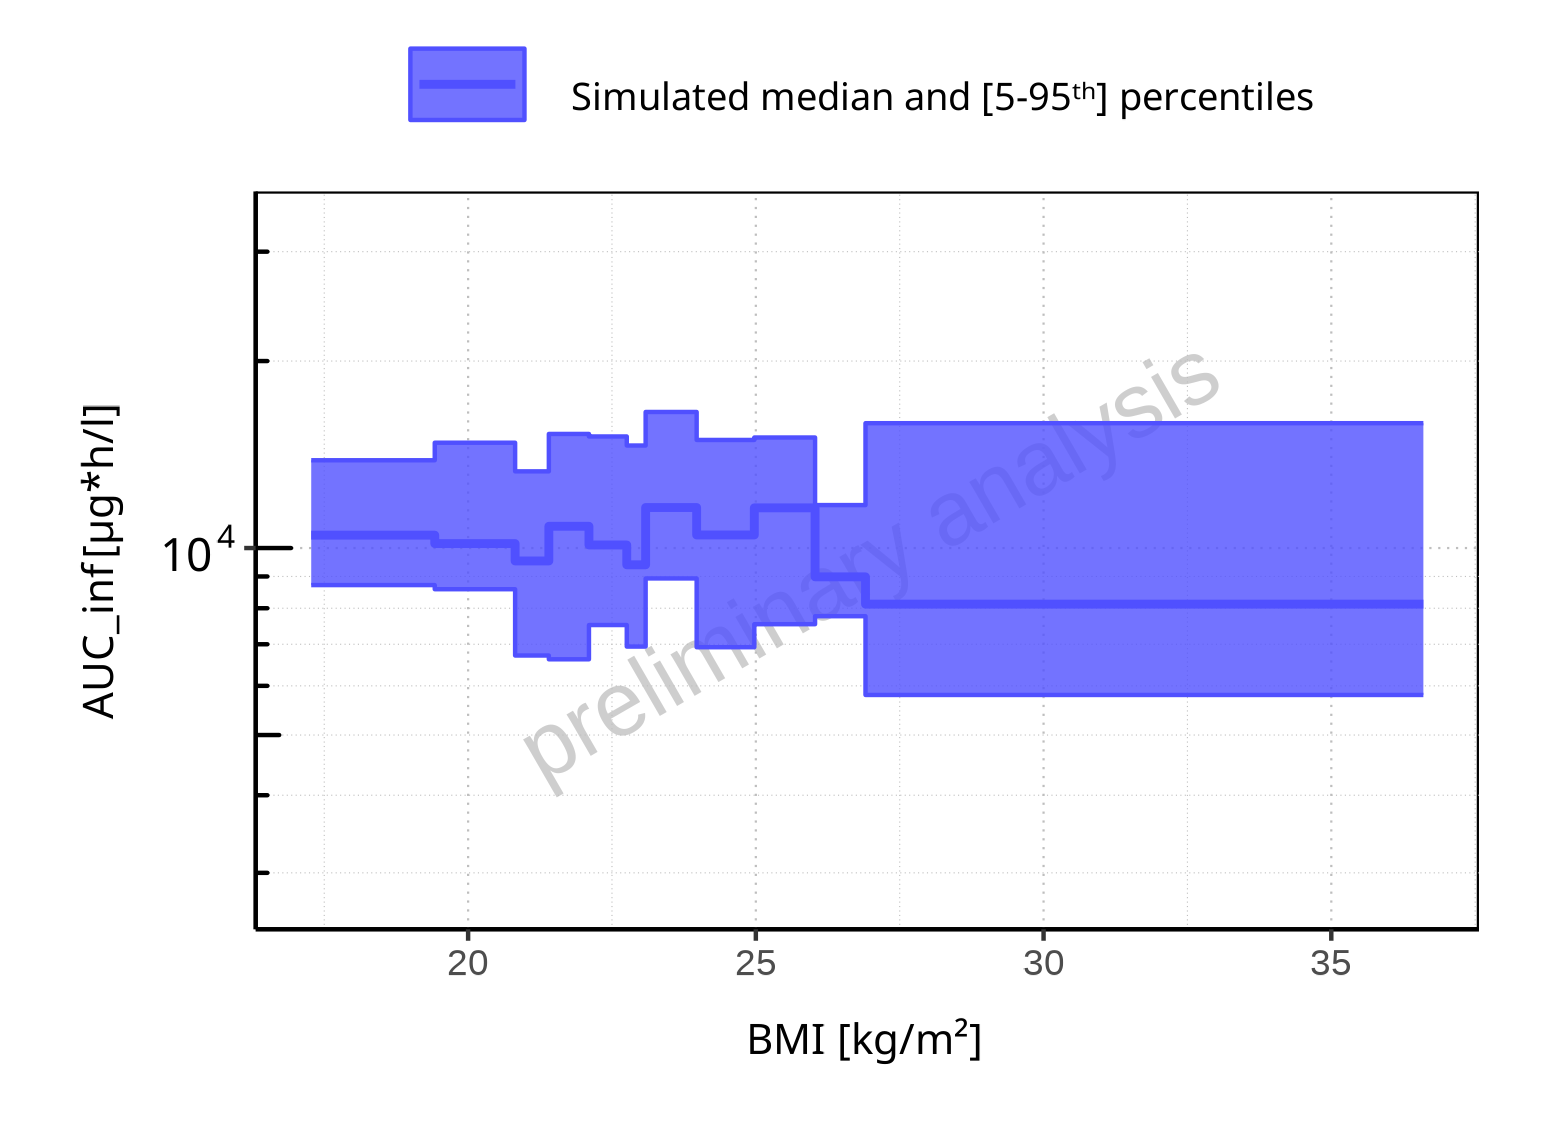 Simulated median and [5-95ᵗʰ] percentiles
AUC_inf[µg*h/l]
10⁴
preliminary analysis
20 25 30 35
BMI [kg/m²]